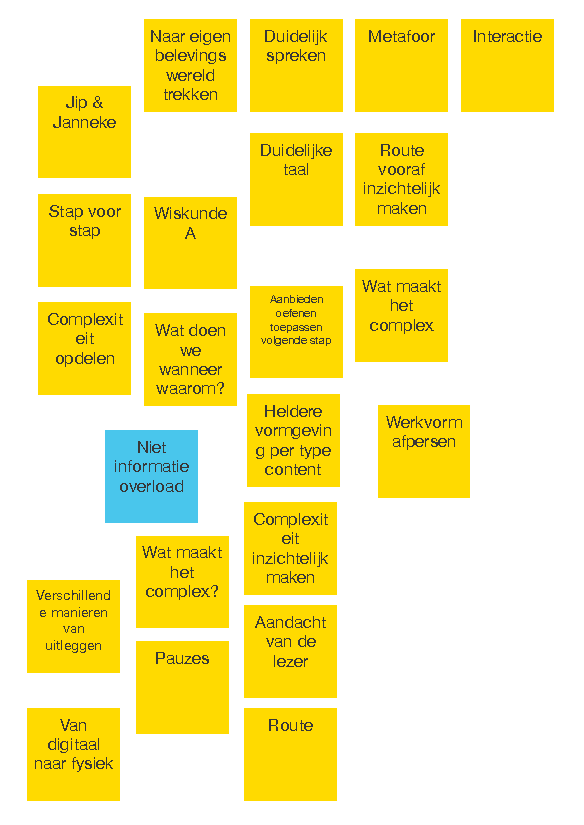 Naar eigen
belevings
wereld
trekken
Duidelijk
spreken
Metafoor
Interactie
Jip &
Janneke
Duidelijke
taal
Route
vooraf
inzichtelijk
maken
Stap voor
stap
Wiskunde
A
Wat maakt
het
complex
Aanbieden
oefenen
toepassen
volgende stap
Complexit
eit
opdelen
Wat doen
we
wanneer
waarom?
Heldere
vormgevin
g per type
content
Werkvorm
afpersen
Niet
informatie
overload
Complexit
eit
inzichtelijk
maken
Wat maakt
het
complex?
Verschillend
e manieren
van
uitleggen
Aandacht
van de
lezer
Pauzes
Van
digitaal
naar fysiek
Route